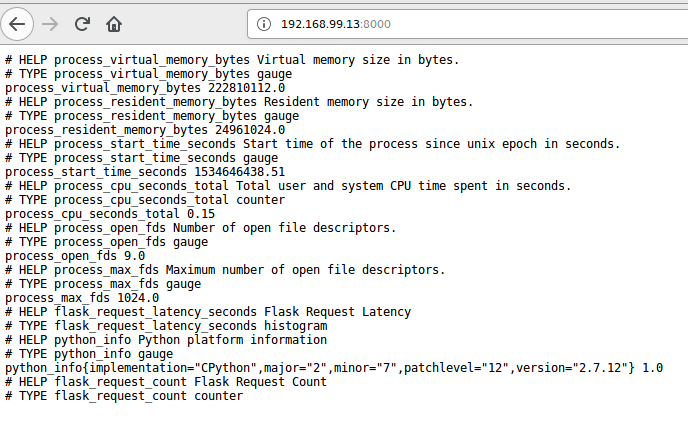 192.168.99.13:8000
# HELP process_virtual_memory_bytes Virtual memory size in bytes.
# TYPE process_virtual_memory_bytes gauge
process_virtual_memory_bytes 222810112.0
# HELP process_resident_memory_bytes Resident memory size in bytes.
# TYPE process_resident_memory_bytes gauge
process_resident_memory_bytes 24961024.0
# HELP process_start_time_seconds Start time of the process since unix epoch in seconds.
# TYPE process_start_time_seconds gauge
process_start_time_seconds 1534646438.51
# HELP process_cpu_seconds_total Total user and system CPU time spent in seconds.
# TYPE process_cpu_seconds_total counter
process_cpu_seconds_total 0.15
# HELP process_open_fds Number of open file descriptors.
# TYPE process_open_fds gauge
process_open_fds 9.0
# HELP process_max_fds Maximum number of open file descriptors.
# TYPE process_max_fds gauge
process_max_fds 1024.0
# HELP flask_request_latency_seconds Flask Request Latency
# TYPE flask_request_latency_seconds histogram
# HELP python_info Python platform information
# TYPE python_info gauge
python_info{implementation="CPython",major="2",minor="7",patchlevel="12",version="2.7.12"} 1.0
# HELP flask_request_count Flask Request Count
# TYPE flask_request_count counter